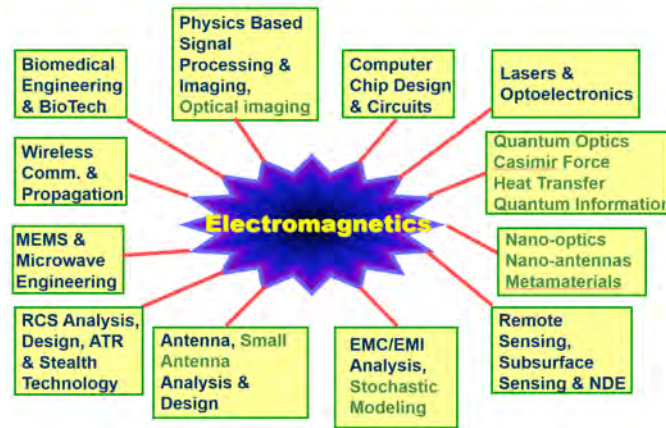 Biomedical
Engineering
& BioTech
Physics Based
Signal
Processing &
Imaging,
Optical imaging
Computer
Chip Design
& Circuits
Lasers &
Optoelectronics
Wireless
Comm. &
Propagation
Quantum Optics
Casimir Force
Heat Transfer
Quantum Information
Electromagnetics
MEMS &
Microwave
Engineering
Nano-optics
Nano-antennas
Metamaterials
RCS Analysis,
Design, ATR
& Stealth
Technology
Antenna, Small
Antenna
Analysis &
Design
EMC/EMI
Analysis,
Stochastic
Modeling
Remote
Sensing,
Subsurface
Sensing & NDE